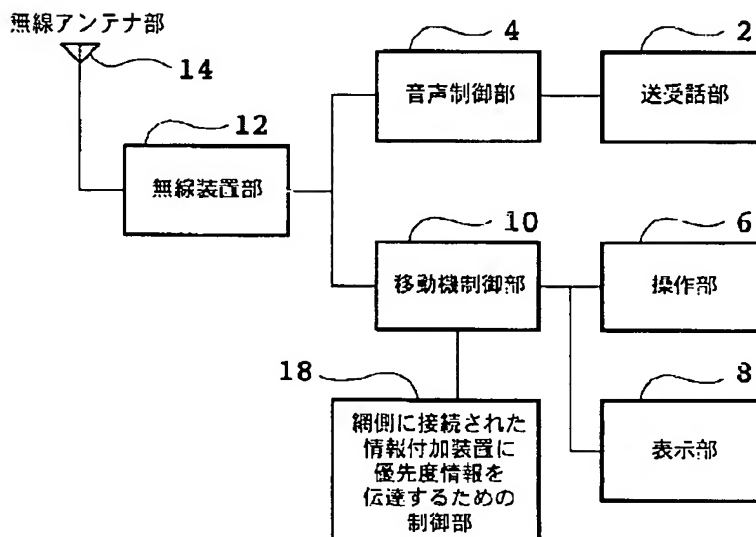 無線アンテナ部
14
4
音声制御部
2
送受話部
12
無線装置部
10
移動機制御部
6
操作部
18
網側に接続された
情報付加装置に
優先度情報を
伝達するための
制御部
8
表示部